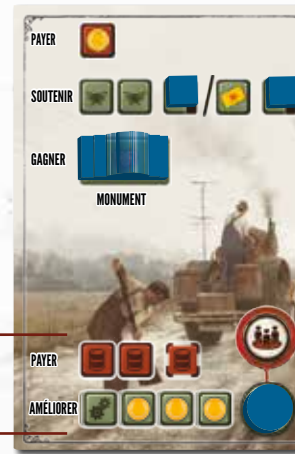 PAYER
SOUTENIR
/
GAGNER
MONUMENT
PAYER
AMÉLIORER